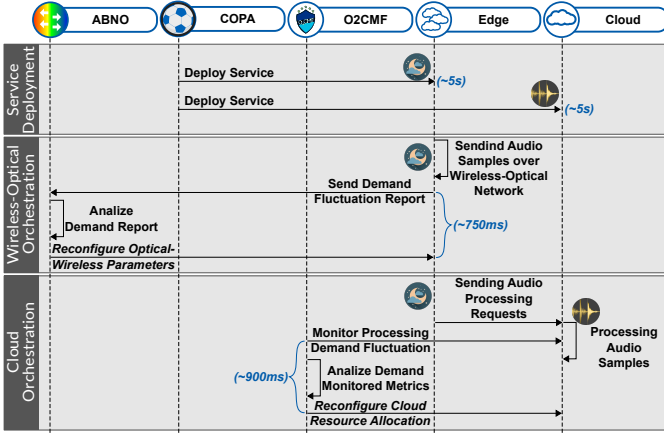 ABNO
COPA
O2CMF
Edge
Cloud
Service
Deployment
Deploy Service
(~5s)
Deploy Service
(~5s)
Wireless-Optical
Orchestration
Sendind Audio
Samples over
Wireless-Optical
Network
Send Demand
Fluctuation Report
Analize
Demand Report
(~750ms)
Reconfigure Optical-
Wireless Parameters
Cloud
Orchestration
Sending Audio
Processing
Requests
Monitor Processing
Demand Fluctuation
Processing
Audio
Samples
(~900ms)
Analize Demand
Monitored Metrics
Reconfigure Cloud
Resource Allocation